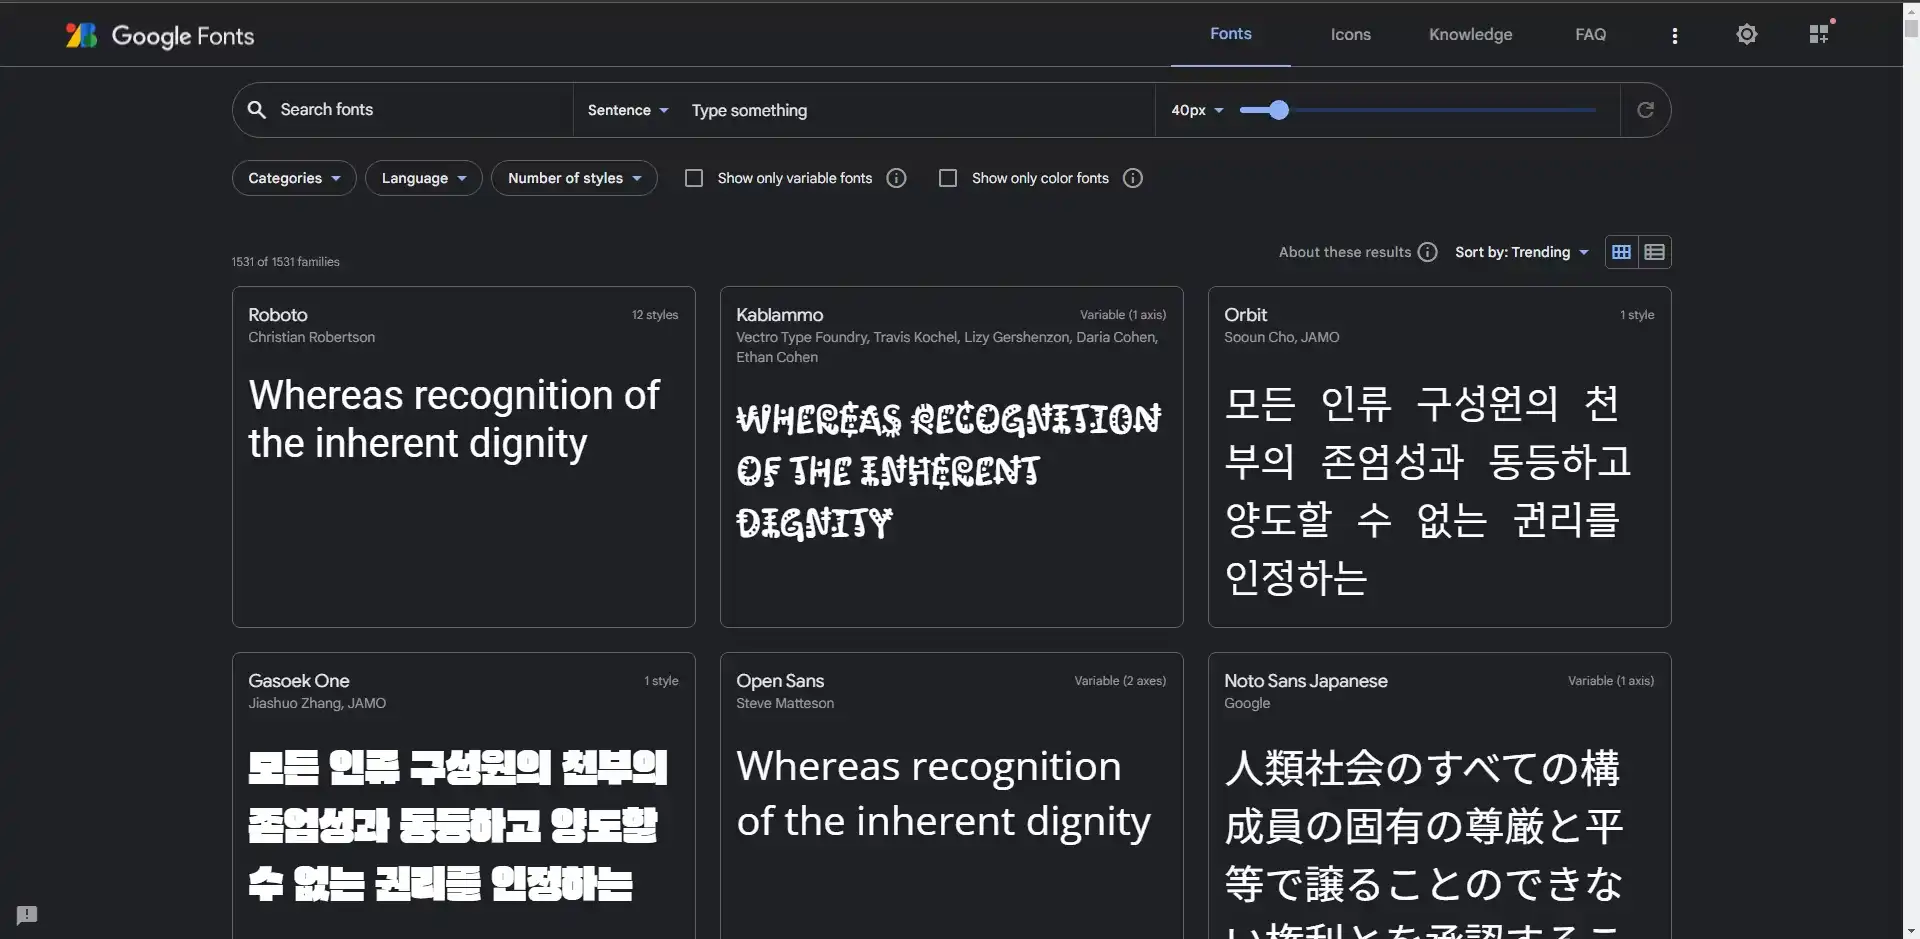 Google Fonts
Fonts
Icons
Knowledge
FAQ
Search fonts
Sentence
Type something
40px
Categories
Language
Number of styles
Show only variable fonts
Show only color fonts
1531 of 1531 families
About these results
Sort by: Trending
Roboto
12 styles
Christian Robertson
Whereas recognition of
the inherent dignity
Kablammo
Variable (1 axis)
Vectro Type Foundry, Travis Kochel, Lizy Gershenzon, Daria Cohen,
Ethan Cohen
WHEREAS RECOGNITION
OF THE INHERENT
DIGNITY
Orbit
1 style
Sooun Cho, JAMO
모든 인류 구성원의 천
부의 존엄성과 동등하고
양도할 수 없는 권리를
인정하는
Gasoek One
1 style
Jiashuo Zhang, JAMO
모든 인류 구성원의 천부의
존엄성과 동등하고 양도할
수 없는 권리를 인정하는
Open Sans
Variable (2 axes)
Steve Matteson
Whereas recognition
of the inherent dignity
Noto Sans Japanese
Variable (1 axis)
Google
人類社会のすべての構
成員の固有の尊厳と平
等で譲ることのできな
い権利とを承認するこ